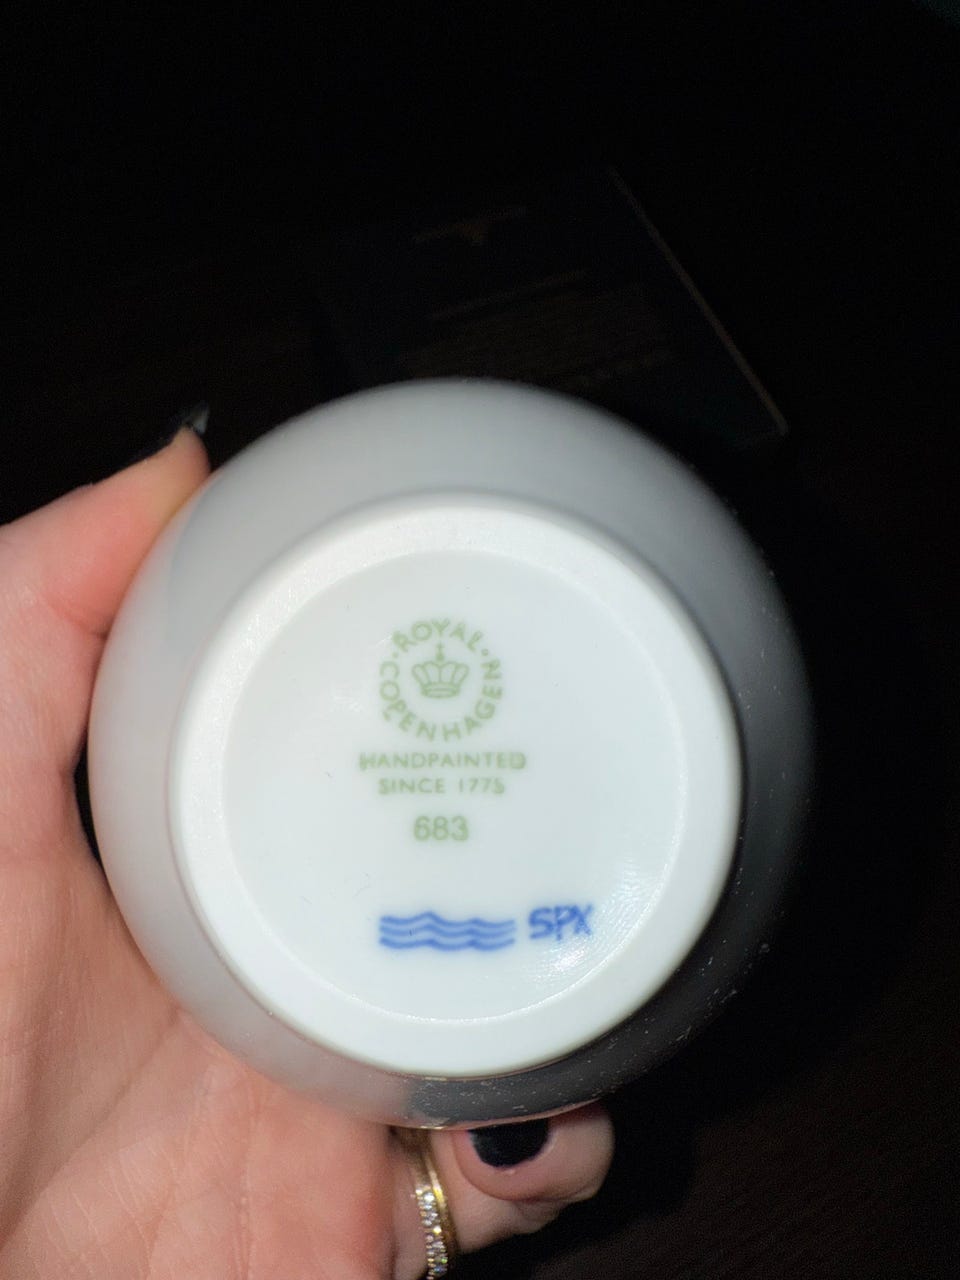 ROYAL · COPENHAGEN ·
HANDPAINTED
SINCE 1775
683
SPX